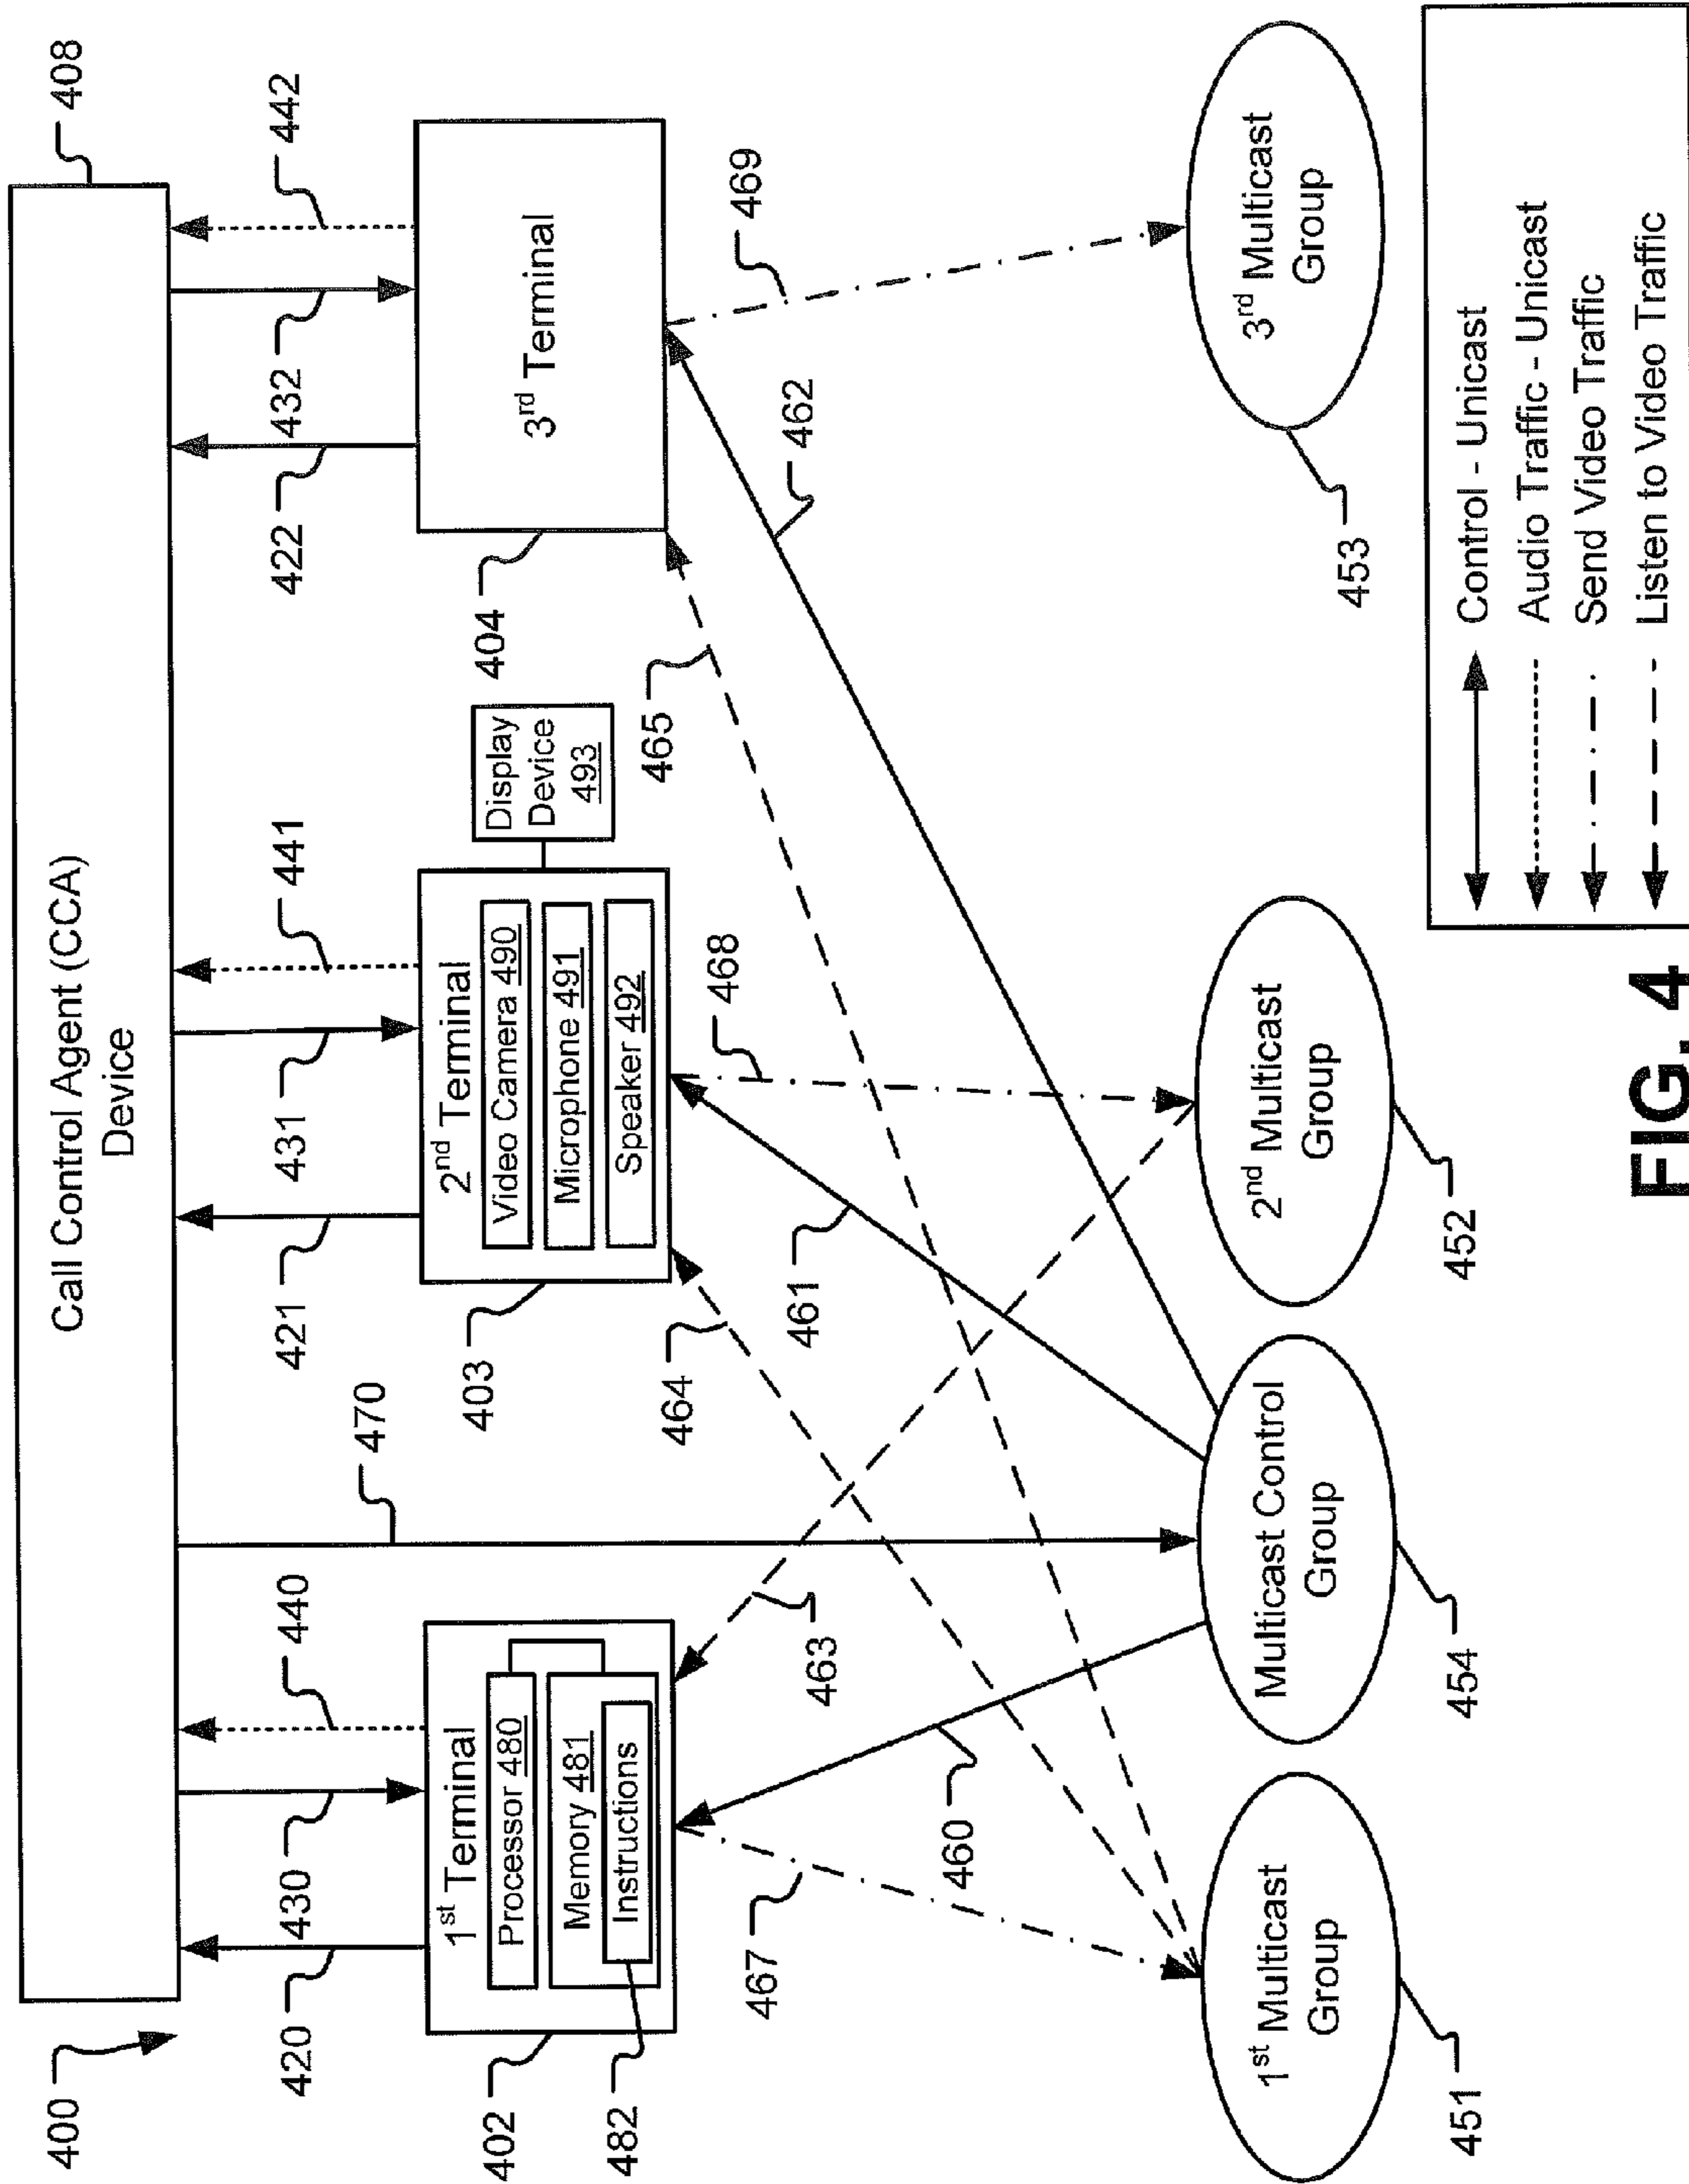 400
Call Control Agent (CCA)
Device
408
420
430
440
470
421
431
441
422
432
442
402
1st Terminal
Processor 480
Memory 481
Instructions
482
403
2nd Terminal
Video Camera 490
Microphone 491
Speaker 492
Display
Device
493
404
3rd Terminal
467
460
463
464
461
468
465
462
469
1st Multicast
Group
451
Multicast Control
Group
454
2nd Multicast
Group
452
3rd Multicast
Group
453
Control - Unicast
Audio Traffic - Unicast
Send Video Traffic
Listen to Video Traffic
FIG. 4